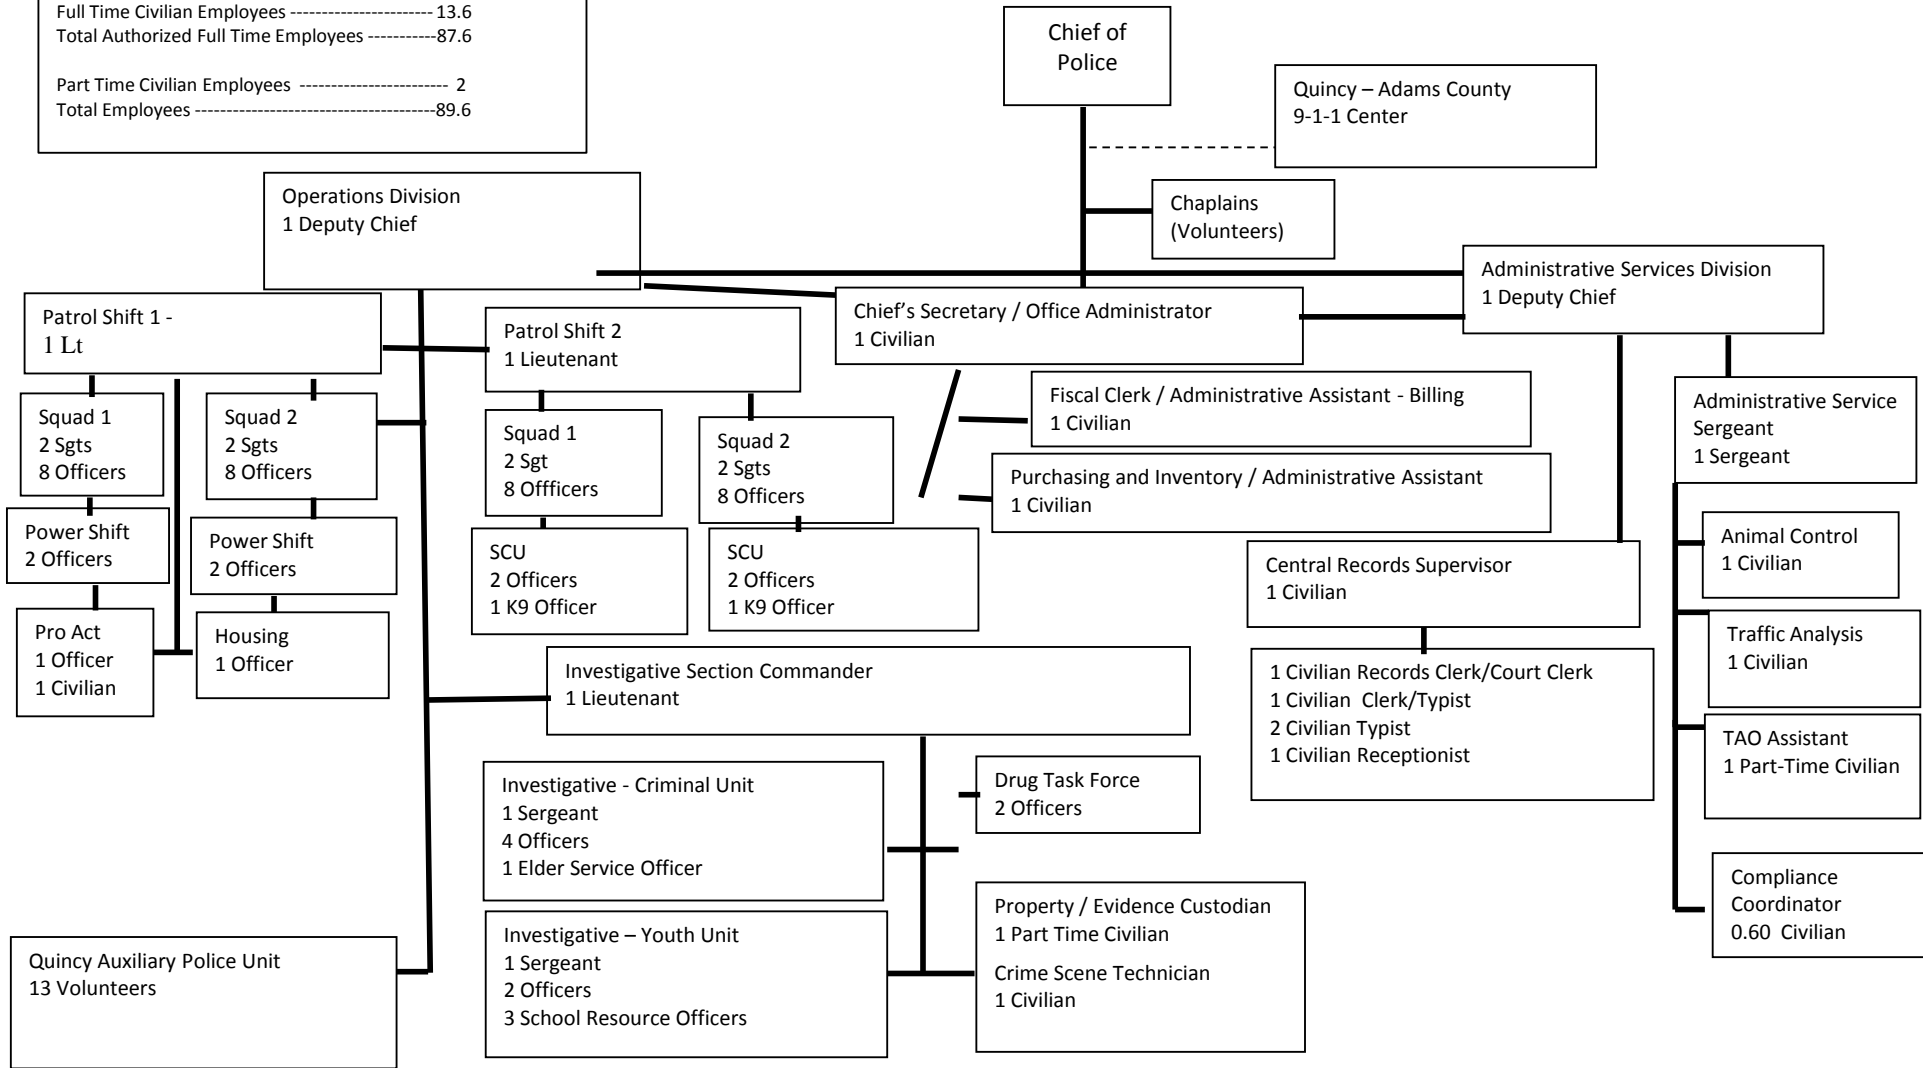 Full Time Civilian Employees ----------------------- 13.6
Total Authorized Full Time Employees -----------87.6
Part Time Civilian Employees ------------------------ 2
Total Employees --------------------------------------89.6
Chief of
Police
Quincy – Adams County
9-1-1 Center
Chaplains
(Volunteers)
Operations Division
1 Deputy Chief
Administrative Services Division
1 Deputy Chief
Chief’s Secretary / Office Administrator
1 Civilian
Patrol Shift 1 -
1 Lt
Patrol Shift 2
1 Lieutenant
Squad 1
2 Sgts
8 Officers
Squad 2
2 Sgts
8 Officers
Squad 1
2 Sgt
8 Offficers
Squad 2
2 Sgts
8 Officers
Fiscal Clerk / Administrative Assistant - Billing
1 Civilian
Purchasing and Inventory / Administrative Assistant
1 Civilian
Administrative Service
Sergeant
1 Sergeant
Power Shift
2 Officers
Power Shift
2 Officers
SCU
2 Officers
1 K9 Officer
SCU
2 Officers
1 K9 Officer
Central Records Supervisor
1 Civilian
Animal Control
1 Civilian
Pro Act
1 Officer
1 Civilian
Housing
1 Officer
Investigative Section Commander
1 Lieutenant
1 Civilian Records Clerk/Court Clerk
1 Civilian  Clerk/Typist
2 Civilian Typist
1 Civilian Receptionist
Traffic Analysis
1 Civilian
TAO Assistant
1 Part-Time Civilian
Investigative - Criminal Unit
1 Sergeant
4 Officers
1 Elder Service Officer
Drug Task Force
2 Officers
Compliance
Coordinator
0.60  Civilian
Property / Evidence Custodian
1 Part Time Civilian
Crime Scene Technician
1 Civilian
Investigative – Youth Unit
1 Sergeant
2 Officers
3 School Resource Officers
Quincy Auxiliary Police Unit
13 Volunteers